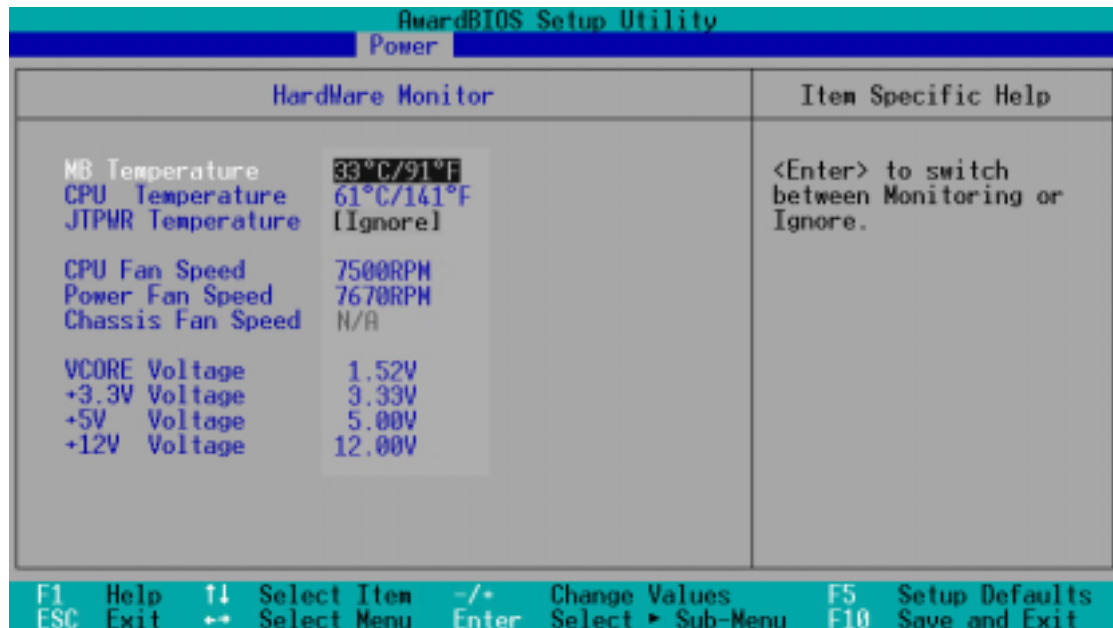 AwardBIOS Setup Utility
Power
HardWare Monitor
Item Specific Help
MB Temperature 33°C/91°F
CPU Temperature 61°C/141°F
JTPWR Temperature [Ignore]
CPU Fan Speed 7500RPM
Power Fan Speed 7670RPM
Chassis Fan Speed N/A
VCORE Voltage 1.52V
+3.3V Voltage 3.33V
+5V Voltage 5.00V
+12V Voltage 12.00V
<Enter> to switch
between Monitoring or
Ignore.
F1 Help ↑↓ Select Item -/+ Change Values F5 Setup Defaults
ESC Exit ←→ Select Menu Enter Select ► Sub-Menu F10 Save and Exit